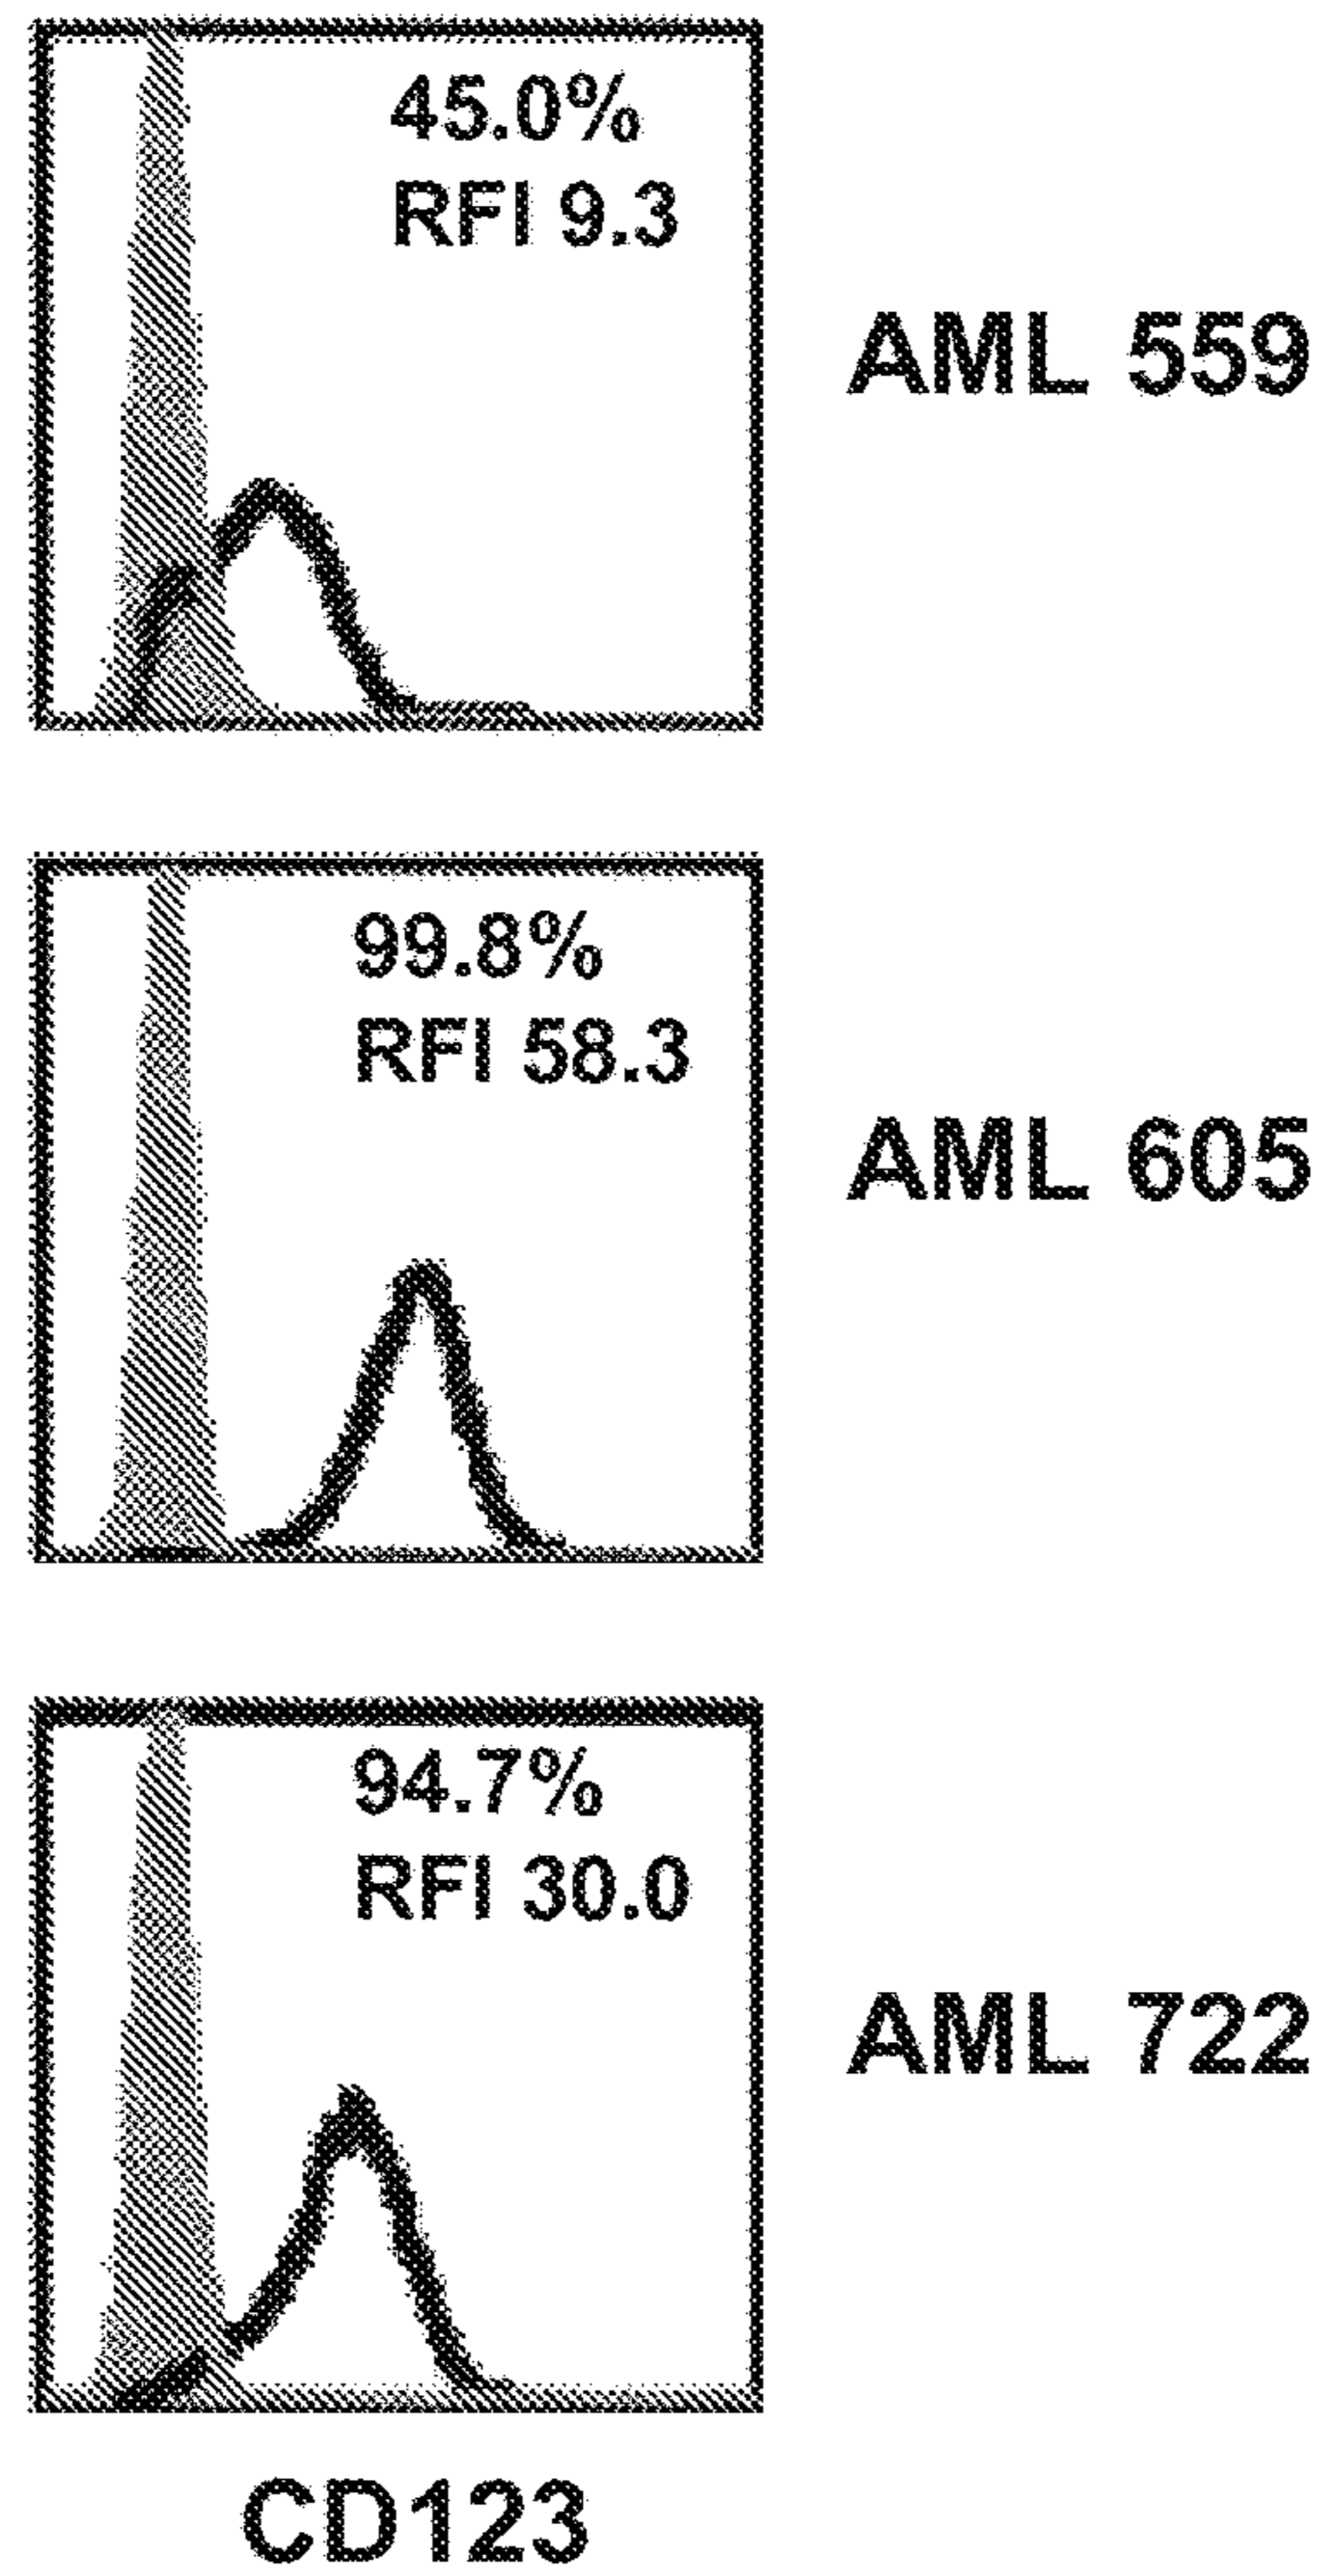 45.0%
RFI 9.3
AML 559
99.8%
RFI 58.3
AML 605
94.7%
RFI 30.0
AML 722
CD123